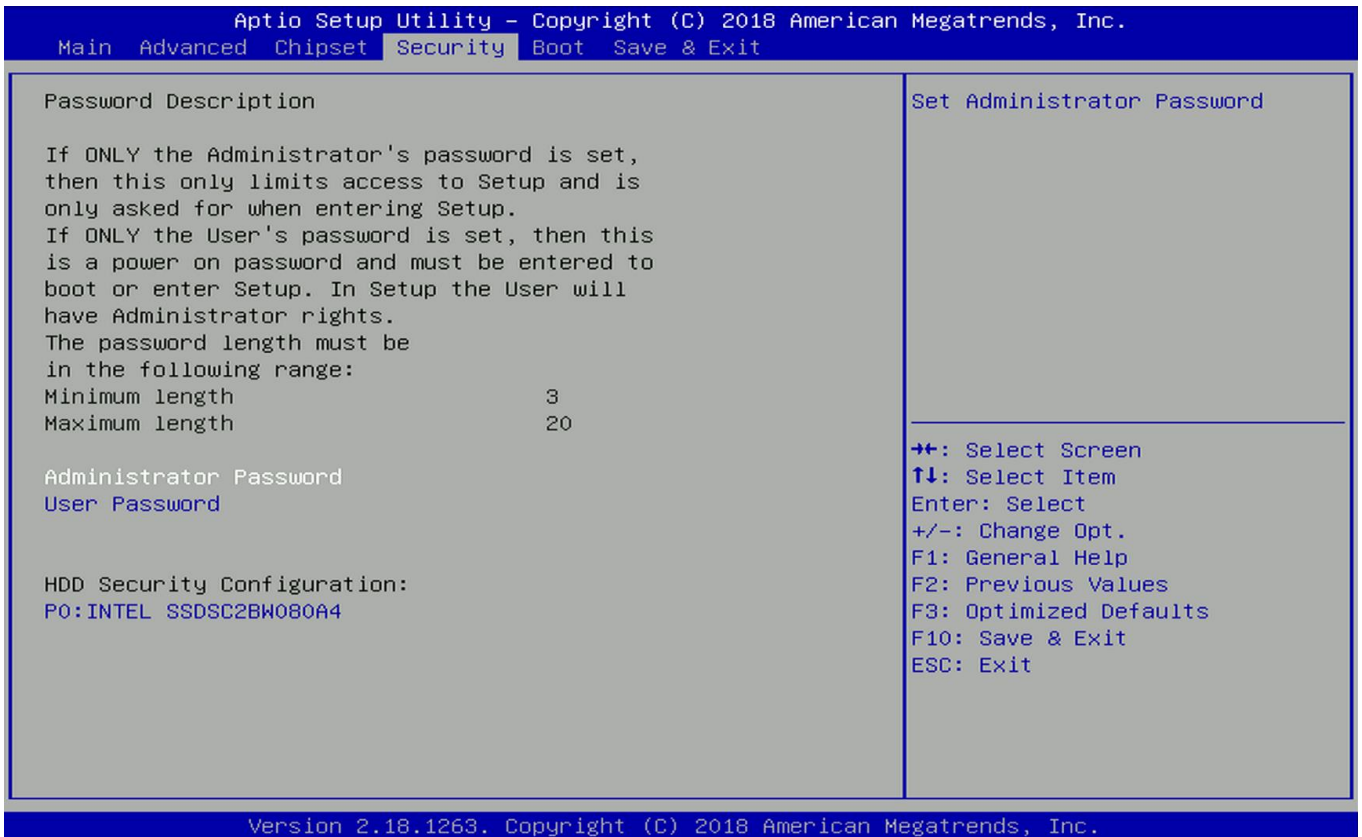 Aptio Setup Utility – Copyright (C) 2018 American Megatrends, Inc.
Main Advanced Chipset Security Boot Save & Exit
Password Description
If ONLY the Administrator's password is set,
then this only limits access to Setup and is
only asked for when entering Setup.
If ONLY the User's password is set, then this
is a power on password and must be entered to
boot or enter Setup. In Setup the User will
have Administrator rights.
The password length must be
in the following range:
Minimum length 3
Maximum length 20
Administrator Password
User Password
HDD Security Configuration:
P0:INTEL SSDSC2BW080A4
Set Administrator Password
→←: Select Screen
↑↓: Select Item
Enter: Select
+/-: Change Opt.
F1: General Help
F2: Previous Values
F3: Optimized Defaults
F10: Save & Exit
ESC: Exit
Version 2.18.1263. Copyright (C) 2018 American Megatrends, Inc.